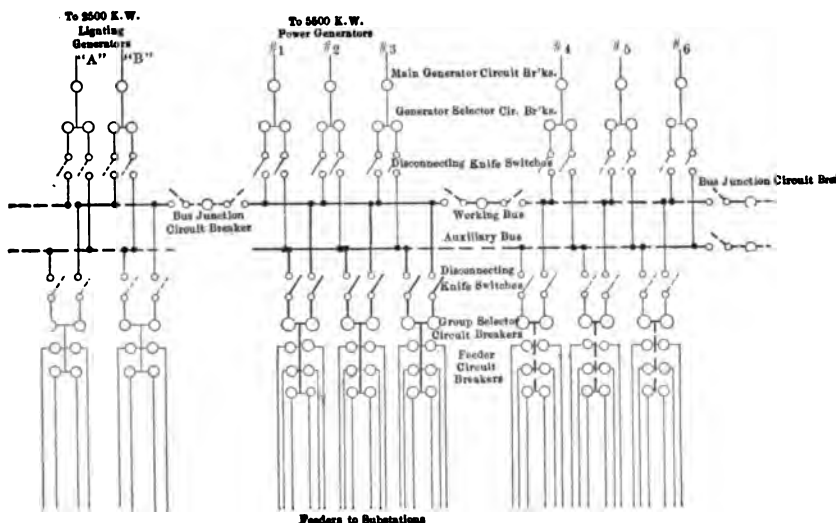 To 2500 K.W.
Lighting
Generators
"A" "B"
To 5500 K.W.
Power Generators
#1 #2 #3 #4 #5 #6
Main Generator Circuit Br'ks.
Generator Selector Cir. Br'ks.
Disconnecting Knife Switches
Bus Junction Circuit Brea
Bus Junction
Circuit Breaker
Working Bus
Auxiliary Bus
Disconnecting
Knife Switches
Group Selector
Circuit Breakers
Feeder
Circuit
Breakers
Feeders to Substations